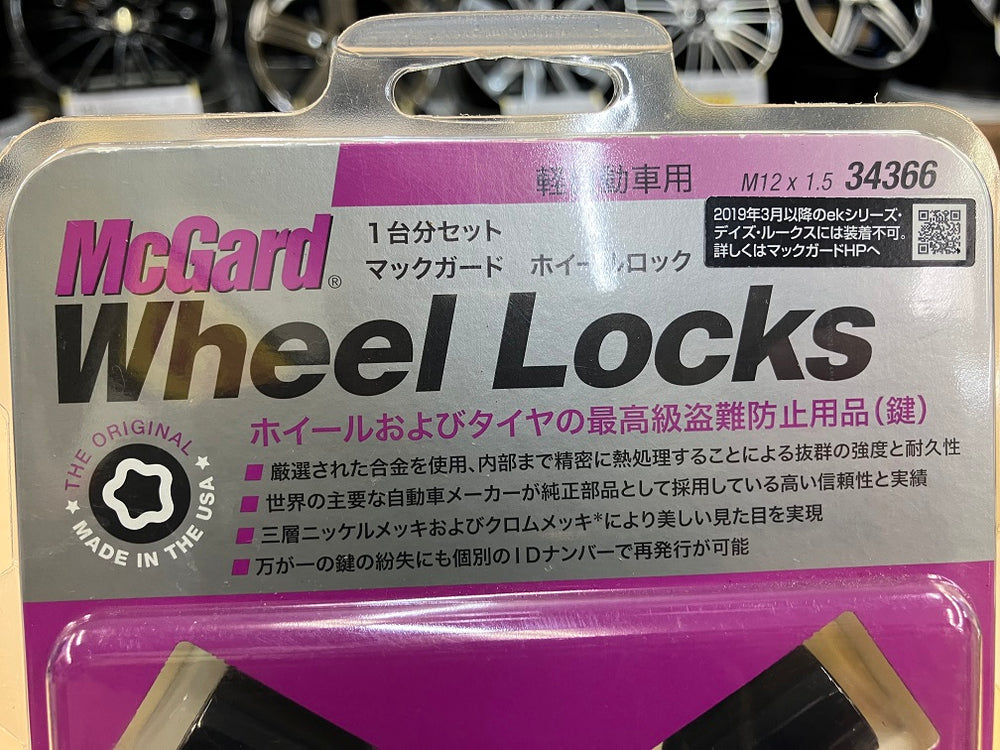 軽自動車用 M12 x 1.5 34366
2019年3月以降のekシリーズ・
デイズ・ルークスには装着不可。
詳しくはマックガードHPへ
McGard®
1台分セット
マックガード ホイールロック
Wheel Locks
ホイールおよびタイヤの最高級盗難防止用品(鍵)
■ 厳選された合金を使用、内部まで精密に熱処理することによる抜群の強度と耐久性
■ 世界の主要な自動車メーカーが純正部品として採用している高い信頼性と実績
■ 三層ニッケルメッキおよびクロムメッキ*により美しい見た目を実現
■ 万が一の鍵の紛失にも個別のIDナンバーで再発行が可能
THE ORIGINAL
★ MADE IN THE USA ★